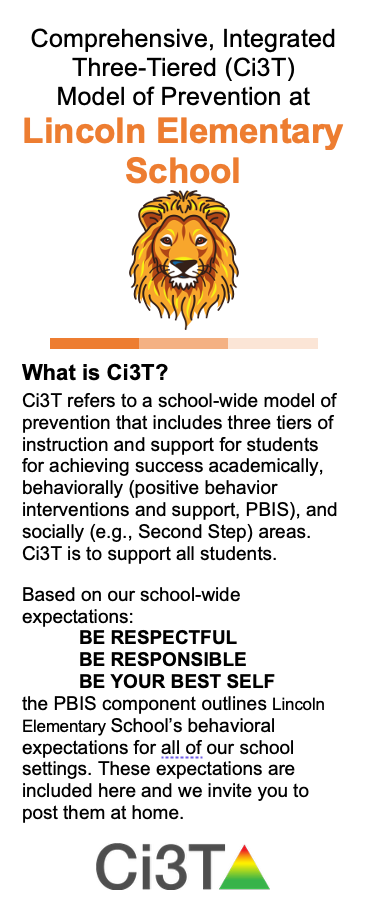 Comprehensive, Integrated
Three-Tiered (Ci3T)
Model of Prevention at
Lincoln Elementary
School
What is Ci3T?
Ci3T refers to a school-wide model of
prevention that includes three tiers of
instruction and support for students
for achieving success academically,
behaviorally (positive behavior
interventions and support, PBIS), and
socially (e.g., Second Step) areas.
Ci3T is to support all students.
Based on our school-wide
expectations:
BE RESPECTFUL
BE RESPONSIBLE
BE YOUR BEST SELF
the PBIS component outlines Lincoln
Elementary School’s behavioral
expectations for all of our school
settings. These expectations are
included here and we invite you to
post them at home.
Ci3T